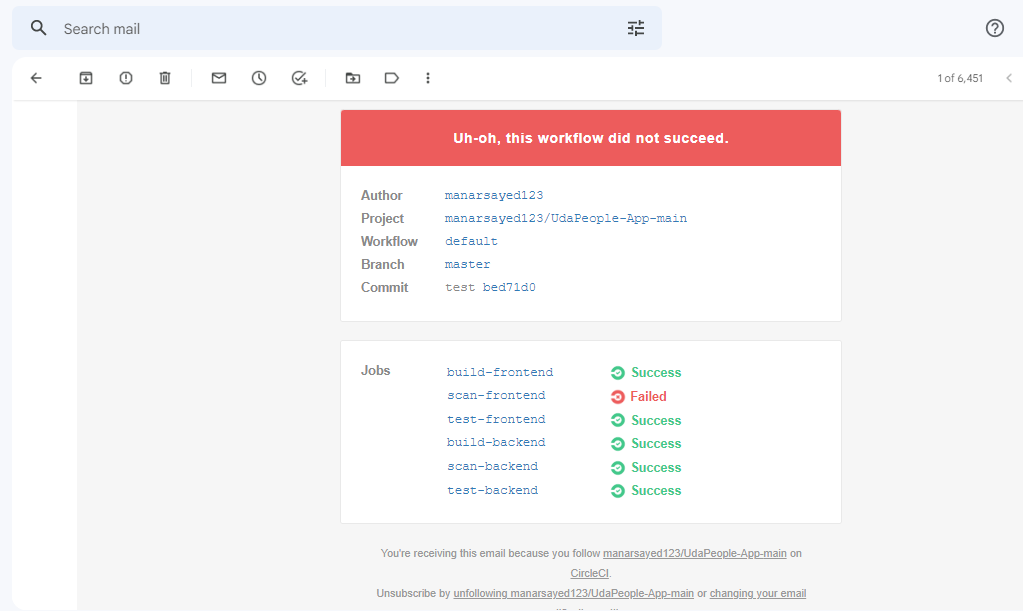 Search mail
1 of 6,451
Uh-oh, this workflow did not succeed.
Author manarsayed123
Project manarsayed123/UdaPeople-App-main
Workflow default
Branch master
Commit test bed71d0
Jobs build-frontend Success
scan-frontend Failed
test-frontend Success
build-backend Success
scan-backend Success
test-backend Success
You're receiving this email because you follow manarsayed123/UdaPeople-App-main on
CircleCI.
Unsubscribe by unfollowing manarsayed123/UdaPeople-App-main or changing your email